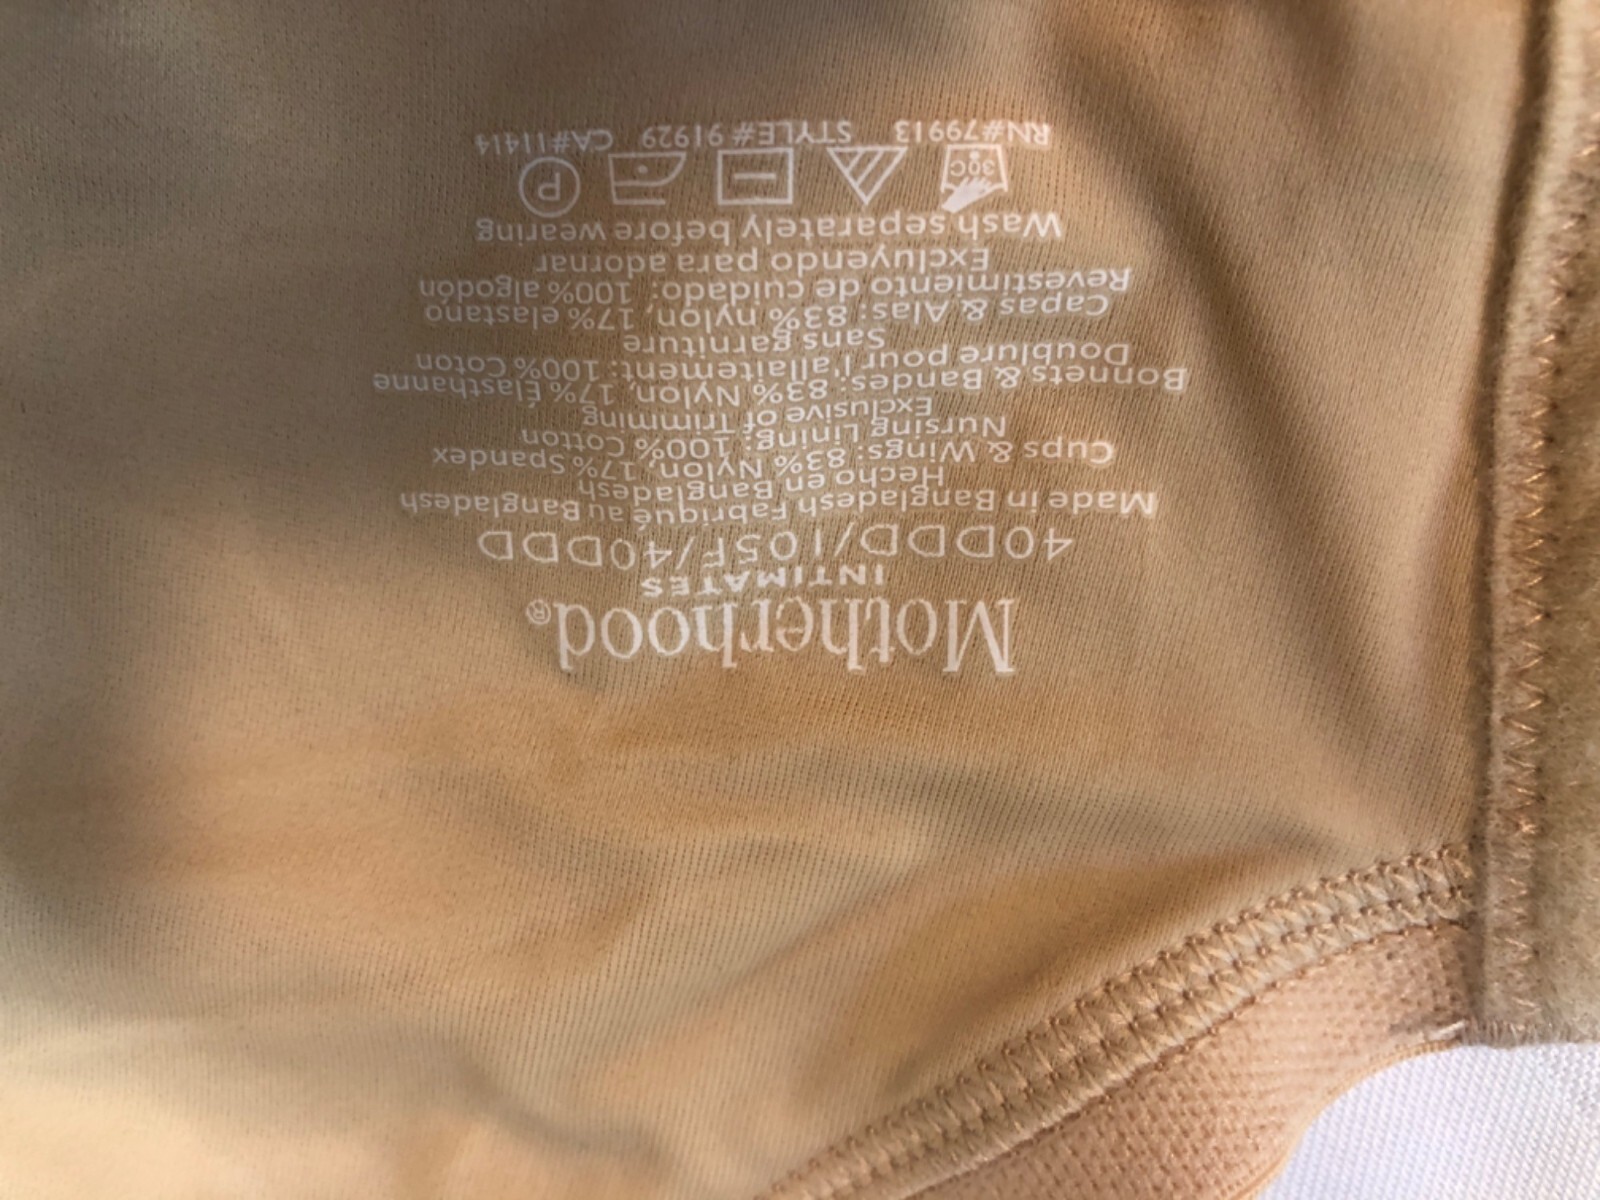 Motherhood®
INTIMATES
40DDD/105F/40DDD
Made in Bangladesh Fabriqué au Bangladesh
Hecho en Bangladesh
Cups & Wings: 83% Nylon, 17% Spandex
Nursing Lining: 100% Cotton
Exclusive of Trimming
Bonnets & Bandes: 83% Nylon, 17% Élasthanne
Doublure pour l'allaitement: 100% Coton
Sans garniture
Capas & Alas: 83% nylon, 17% elastano
Revestimiento de cuidado: 100% algodón
Excluyendo para adornar
Wash separately before wearing
30C P
RN#79913 STYLE#91929 CA#11414